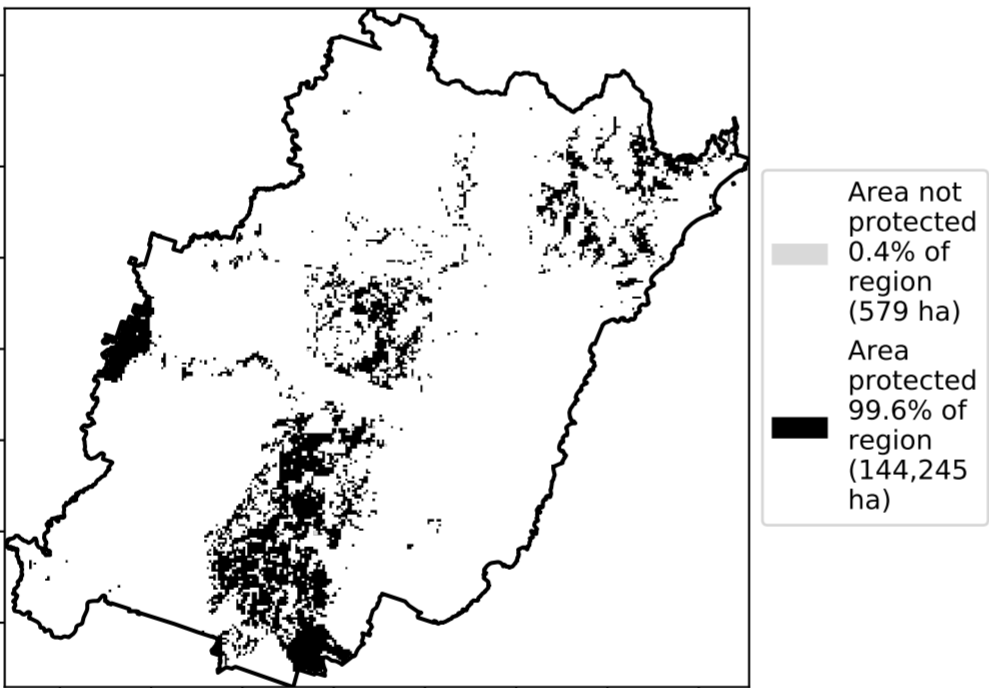 Area not
protected
0.4% of
region
(579 ha)
Area
protected
99.6% of
region
(144,245
ha)